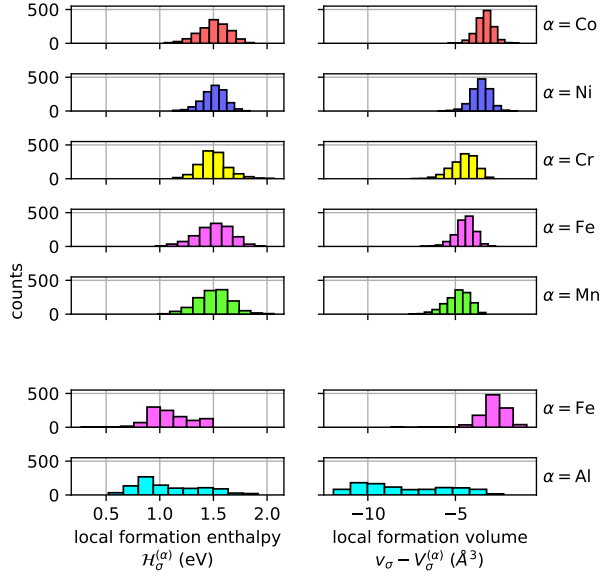 500
0
α = Co
500
0
α = Ni
500
0
α = Cr
500
0
α = Fe
500
0
α = Mn
counts
500
0
α = Fe
500
0
α = Al
0.5 1.0 1.5 2.0
−10 −5
local formation enthalpy
ℋσ(α) (eV)
local formation volume
vσ − Vσ(α) (Å3)